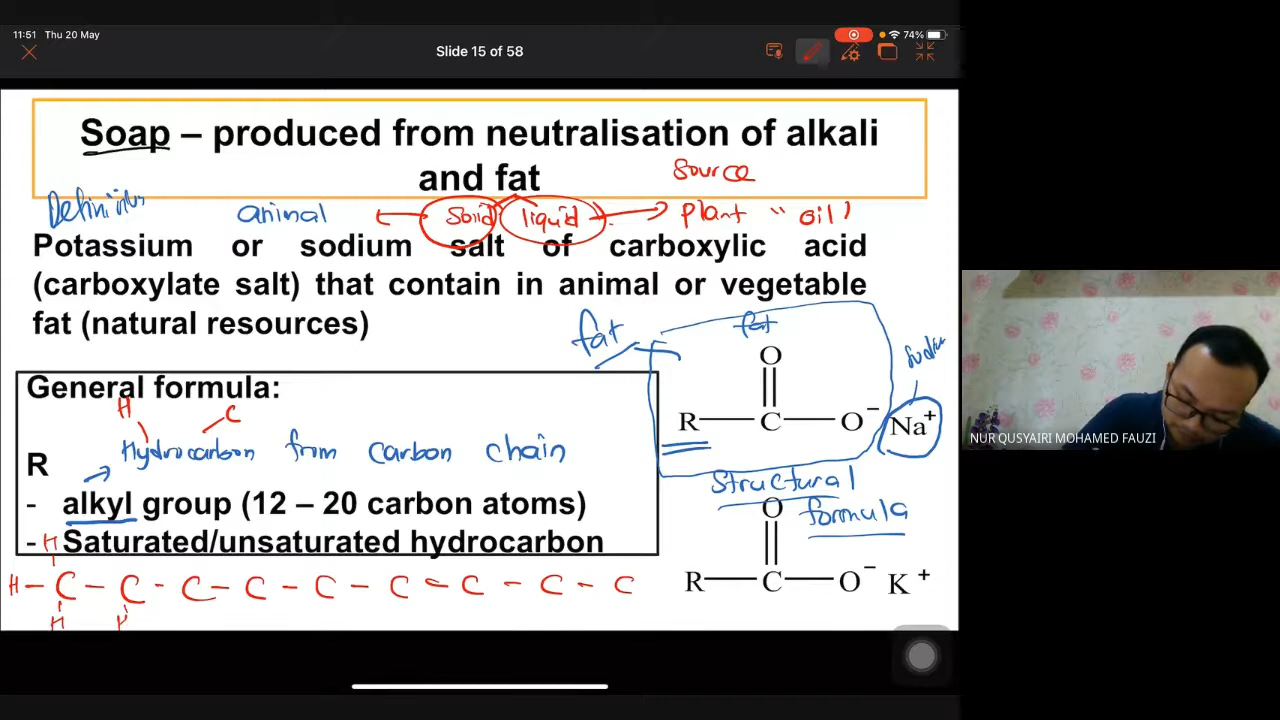 11:51 Thu 20 May
74%
Slide 15 of 58
Soap – produced from neutralisation of alkali
and fat
Source
Definition
animal
solid
liquid
plant "oil"
Potassium or sodium salt of carboxylic acid
(carboxylate salt) that contain in animal or vegetable
fat (natural resources)
fat
fat
sodium
O
R C O⁻ Na⁺
General formula:
H C
Hydrocarbon from carbon chain
R
- alkyl group (12 – 20 carbon atoms)
- Saturated/unsaturated hydrocarbon
Structural
formula
O
R C O⁻ K⁺
H
H – C – C – C – C – C – C – C – C – C
H H
NUR QUSYAIRI MOHAMED FAUZI